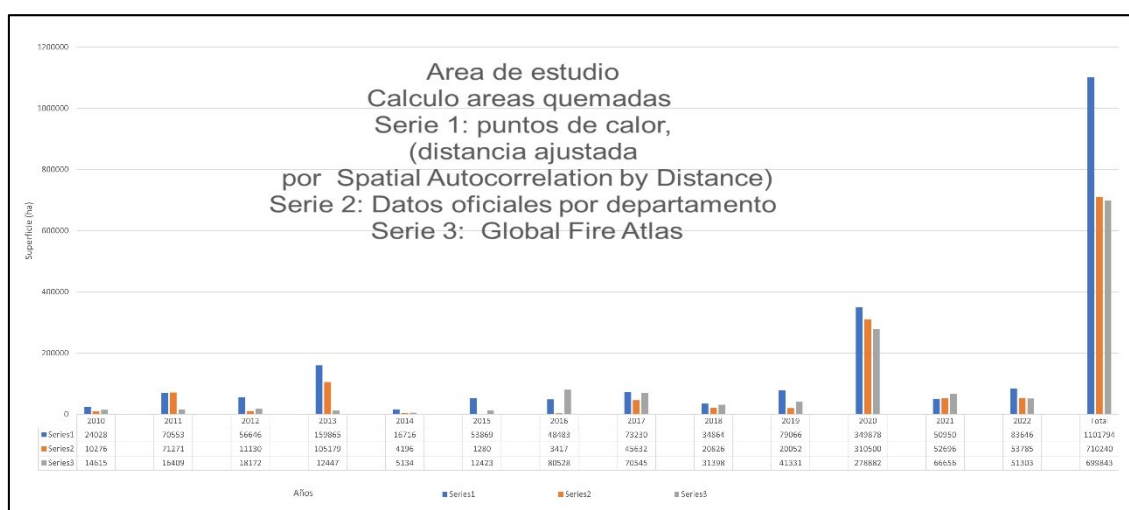 Area de estudio
Calculo areas quemadas
Serie 1: puntos de calor,
(distancia ajustada
por Spatial Autocorrelation by Distance)
Serie 2: Datos oficiales por departamento
Serie 3: Global Fire Atlas
Superficie (ha)
1200000
1000000
800000
600000
400000
200000
0
2010 2011 2012 2013 2014 2015 2016 2017 2018 2019 2020 2021 2022 Total
Series1 24028 70553 56646 159865 16716 53869 48483 73230 34864 79066 349878 50950 83646 1101794
Series2 10276 71271 11130 105179 4196 1280 3417 45632 20826 20052 310500 52696 53785 710240
Series3 14615 16409 18172 12447 5134 12423 80528 70545 31398 41331 278882 66656 51303 699843
Años
Series1 Series2 Series3